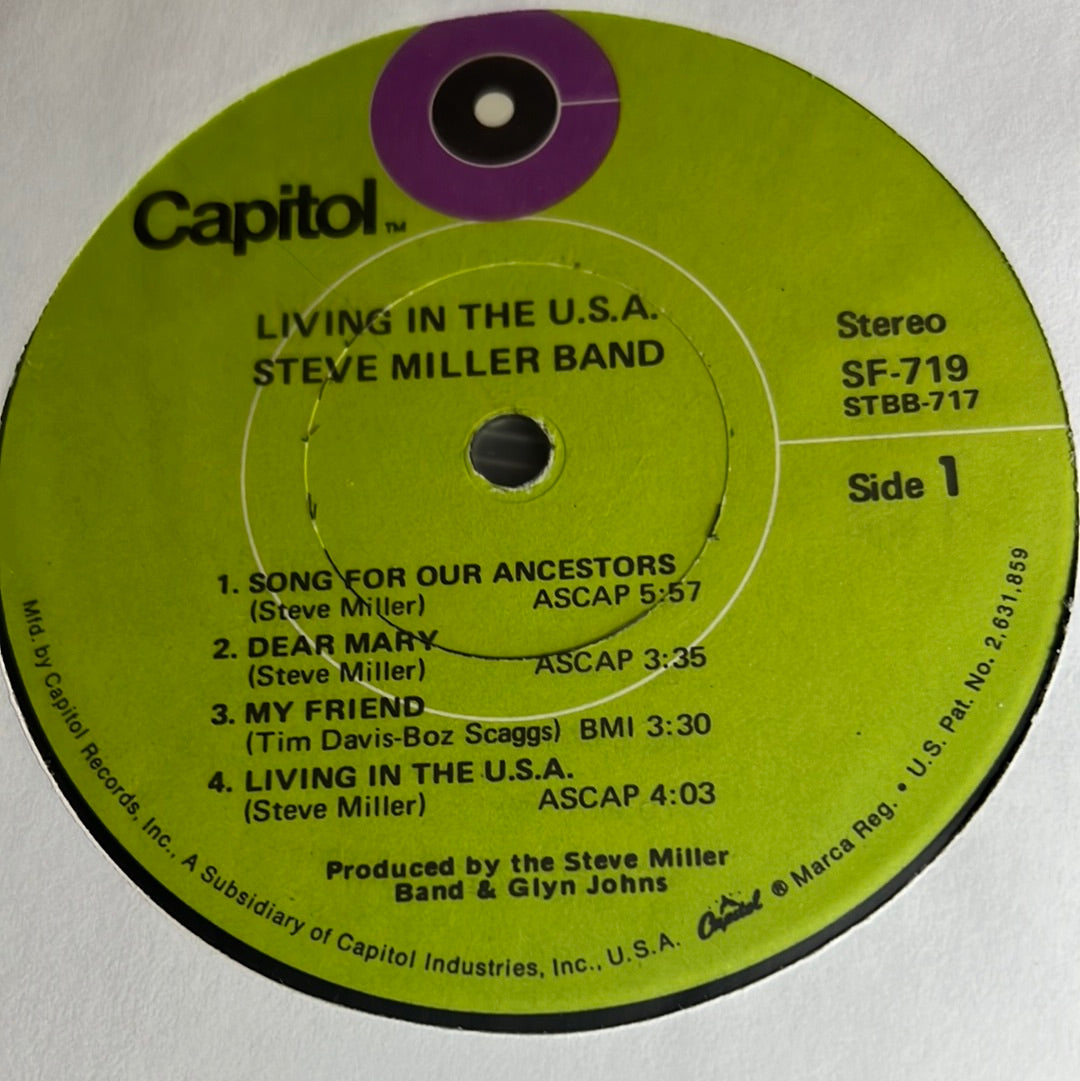 Capitol™
LIVING IN THE U.S.A.
STEVE MILLER BAND
Stereo
SF-719
STBB-717
Side 1
1. SONG FOR OUR ANCESTORS
(Steve Miller) ASCAP 5:57
2. DEAR MARY
(Steve Miller) ASCAP 3:35
3. MY FRIEND
(Tim Davis-Boz Scaggs) BMI 3:30
4. LIVING IN THE U.S.A.
(Steve Miller) ASCAP 4:03
Produced by the Steve Miller
Band & Glyn Johns
Mfd. by Capitol Records, Inc., A Subsidiary of Capitol Industries, Inc., U.S.A. Capitol ® Marca Reg. • U.S. Pat. No. 2,631,859